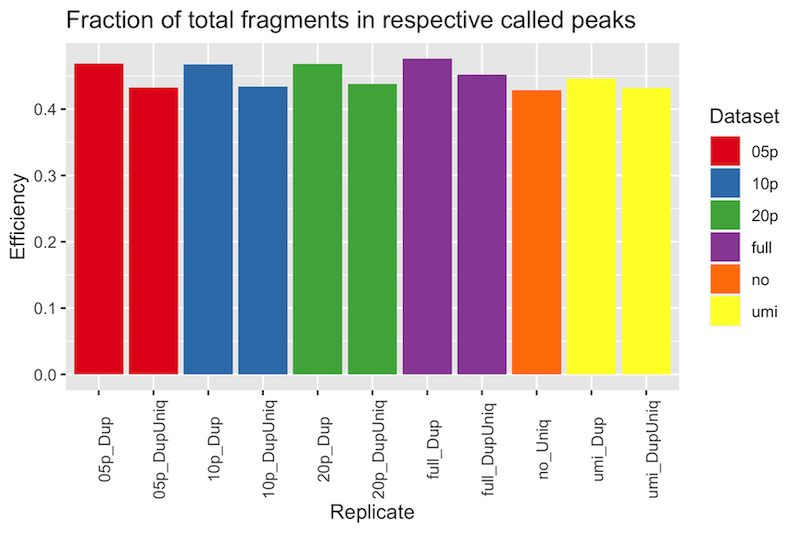 Fraction of total fragments in respective called peaks
Efficiency
0.4
0.3
0.2
0.1
0.0
05p_Dup
05p_DupUniq
10p_Dup
10p_DupUniq
20p_Dup
20p_DupUniq
full_Dup
full_DupUniq
no_Uniq
umi_Dup
umi_DupUniq
Replicate
Dataset
05p
10p
20p
full
no
umi